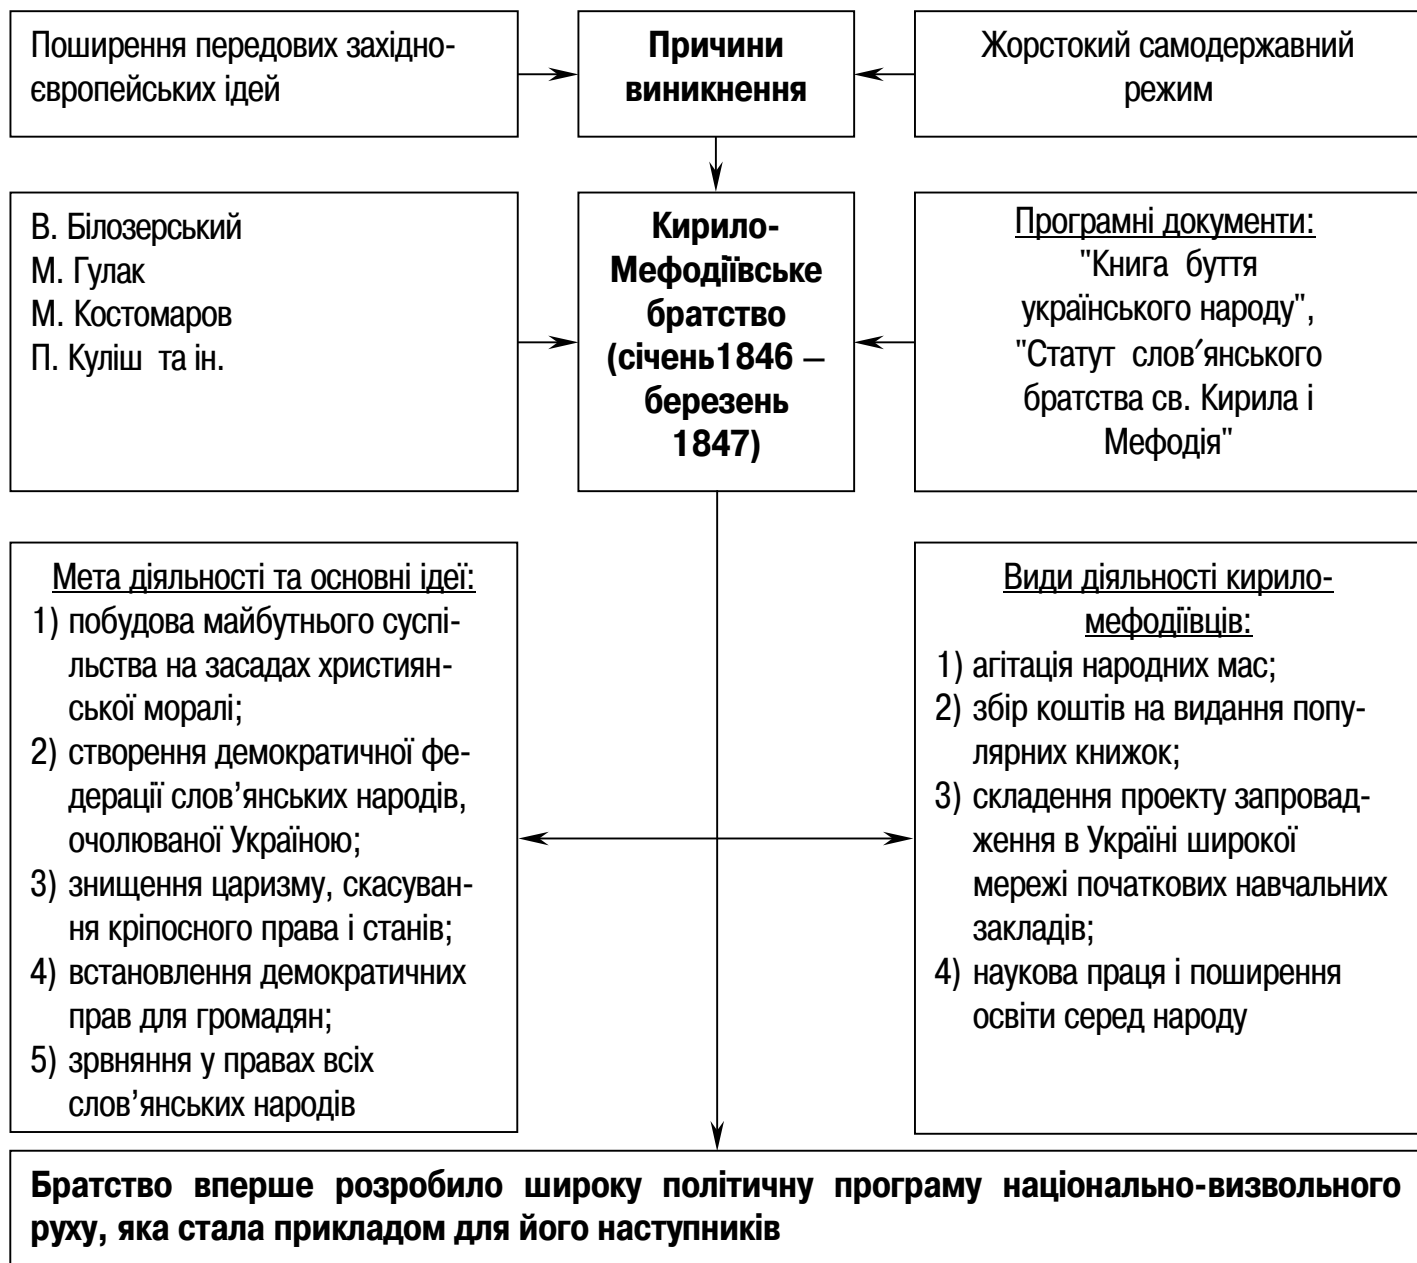 Поширення передових західно-
європейських ідей
Причини
виникнення
Жорстокий самодержавний
режим
В. Білозерський
М. Гулак
М. Костомаров
П. Куліш та ін.
Кирило-
Мефодіївське
братство
(січень1846 –
березень
1847)
Програмні документи:
"Книга буття
українського народу",
"Статут слов′янського
братства св. Кирила і
Мефодія"
Мета діяльності та основні ідеї:
1) побудова майбутнього суспі-
льства на засадах християн-
ської моралі;
2) створення демократичної фе-
дерації слов’янських народів,
очолюваної Україною;
3) знищення царизму, скасуван-
ня кріпосного права і станів;
4) встановлення демократичних
прав для громадян;
5) зрвняння у правах всіх
слов’янських народів
Види діяльності кирило-
мефодіївців:
1) агітація народних мас;
2) збір коштів на видання попу-
лярних книжок;
3) складення проекту запровад-
ження в Україні широкої
мережі початкових навчальних
закладів;
4) наукова праця і поширення
освіти серед народу
Братство вперше розробило широку політичну програму національно-визвольного
руху, яка стала прикладом для його наступників